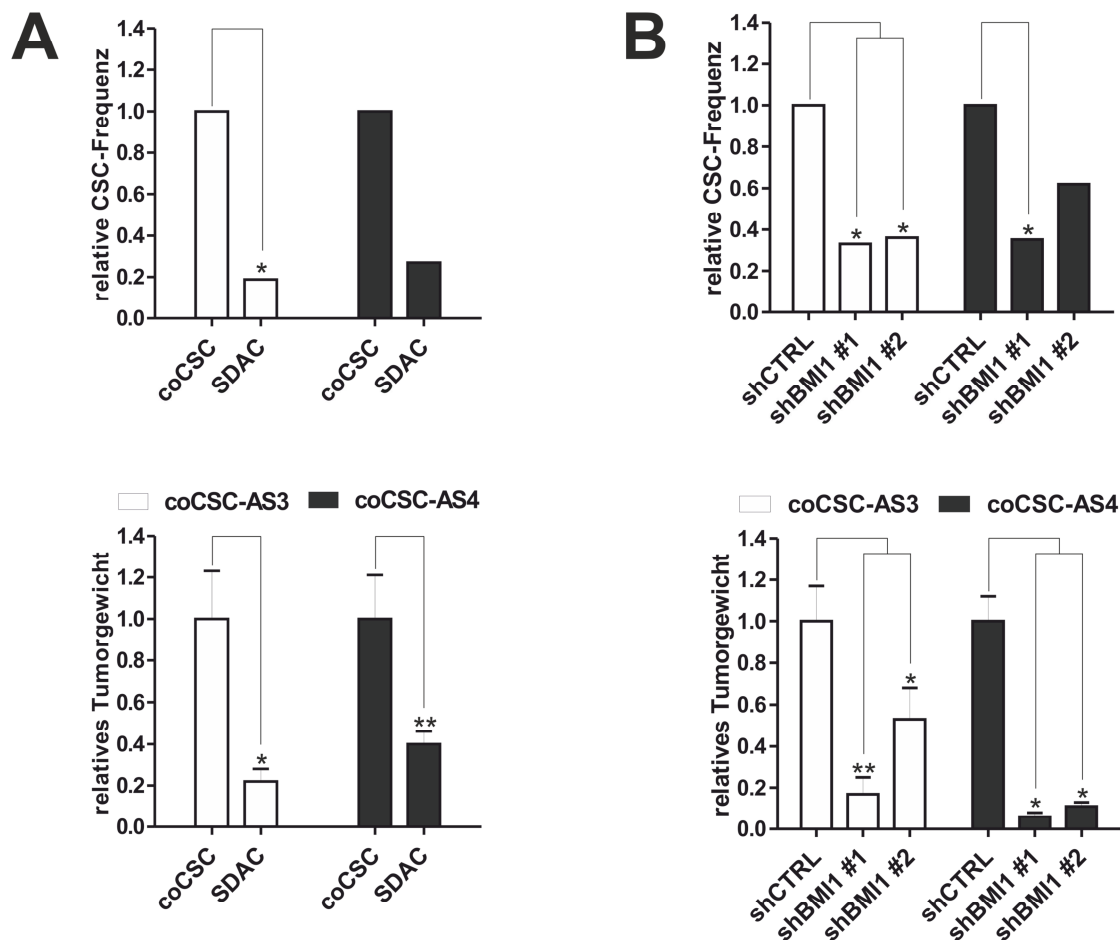 A
relative CSC-Frequenz
1.4
1.2
1.0
0.8
0.6
0.4
0.2
0.0
*
coCSC
SDAC
coCSC
SDAC
B
relative CSC-Frequenz
1.4
1.2
1.0
0.8
0.6
0.4
0.2
0.0
*
*
*
shCTRL
shBMI1 #1
shBMI1 #2
shCTRL
shBMI1 #1
shBMI1 #2
coCSC-AS3 coCSC-AS4
relatives Tumorgewicht
1.4
1.2
1.0
0.8
0.6
0.4
0.2
0.0
*
**
coCSC
SDAC
coCSC
SDAC
coCSC-AS3 coCSC-AS4
relatives Tumorgewicht
1.4
1.2
1.0
0.8
0.6
0.4
0.2
0.0
**
*
*
*
shCTRL
shBMI1 #1
shBMI1 #2
shCTRL
shBMI1 #1
shBMI1 #2